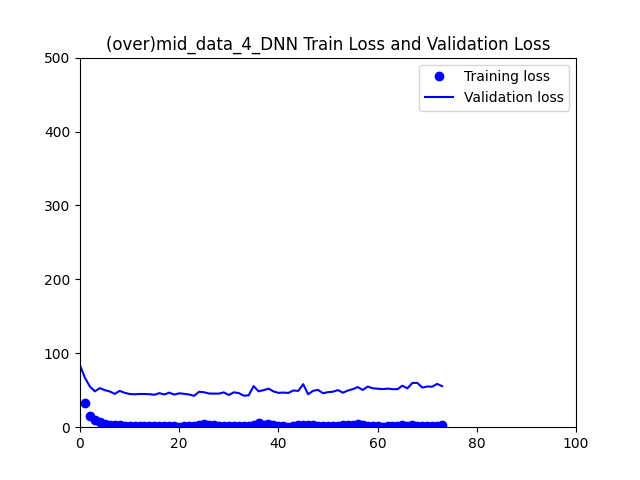 (over)mid_data_4_DNN Train Loss and Validation Loss
500
400
300
200
100
0
Training loss
Validation loss
0 20 40 60 80 100